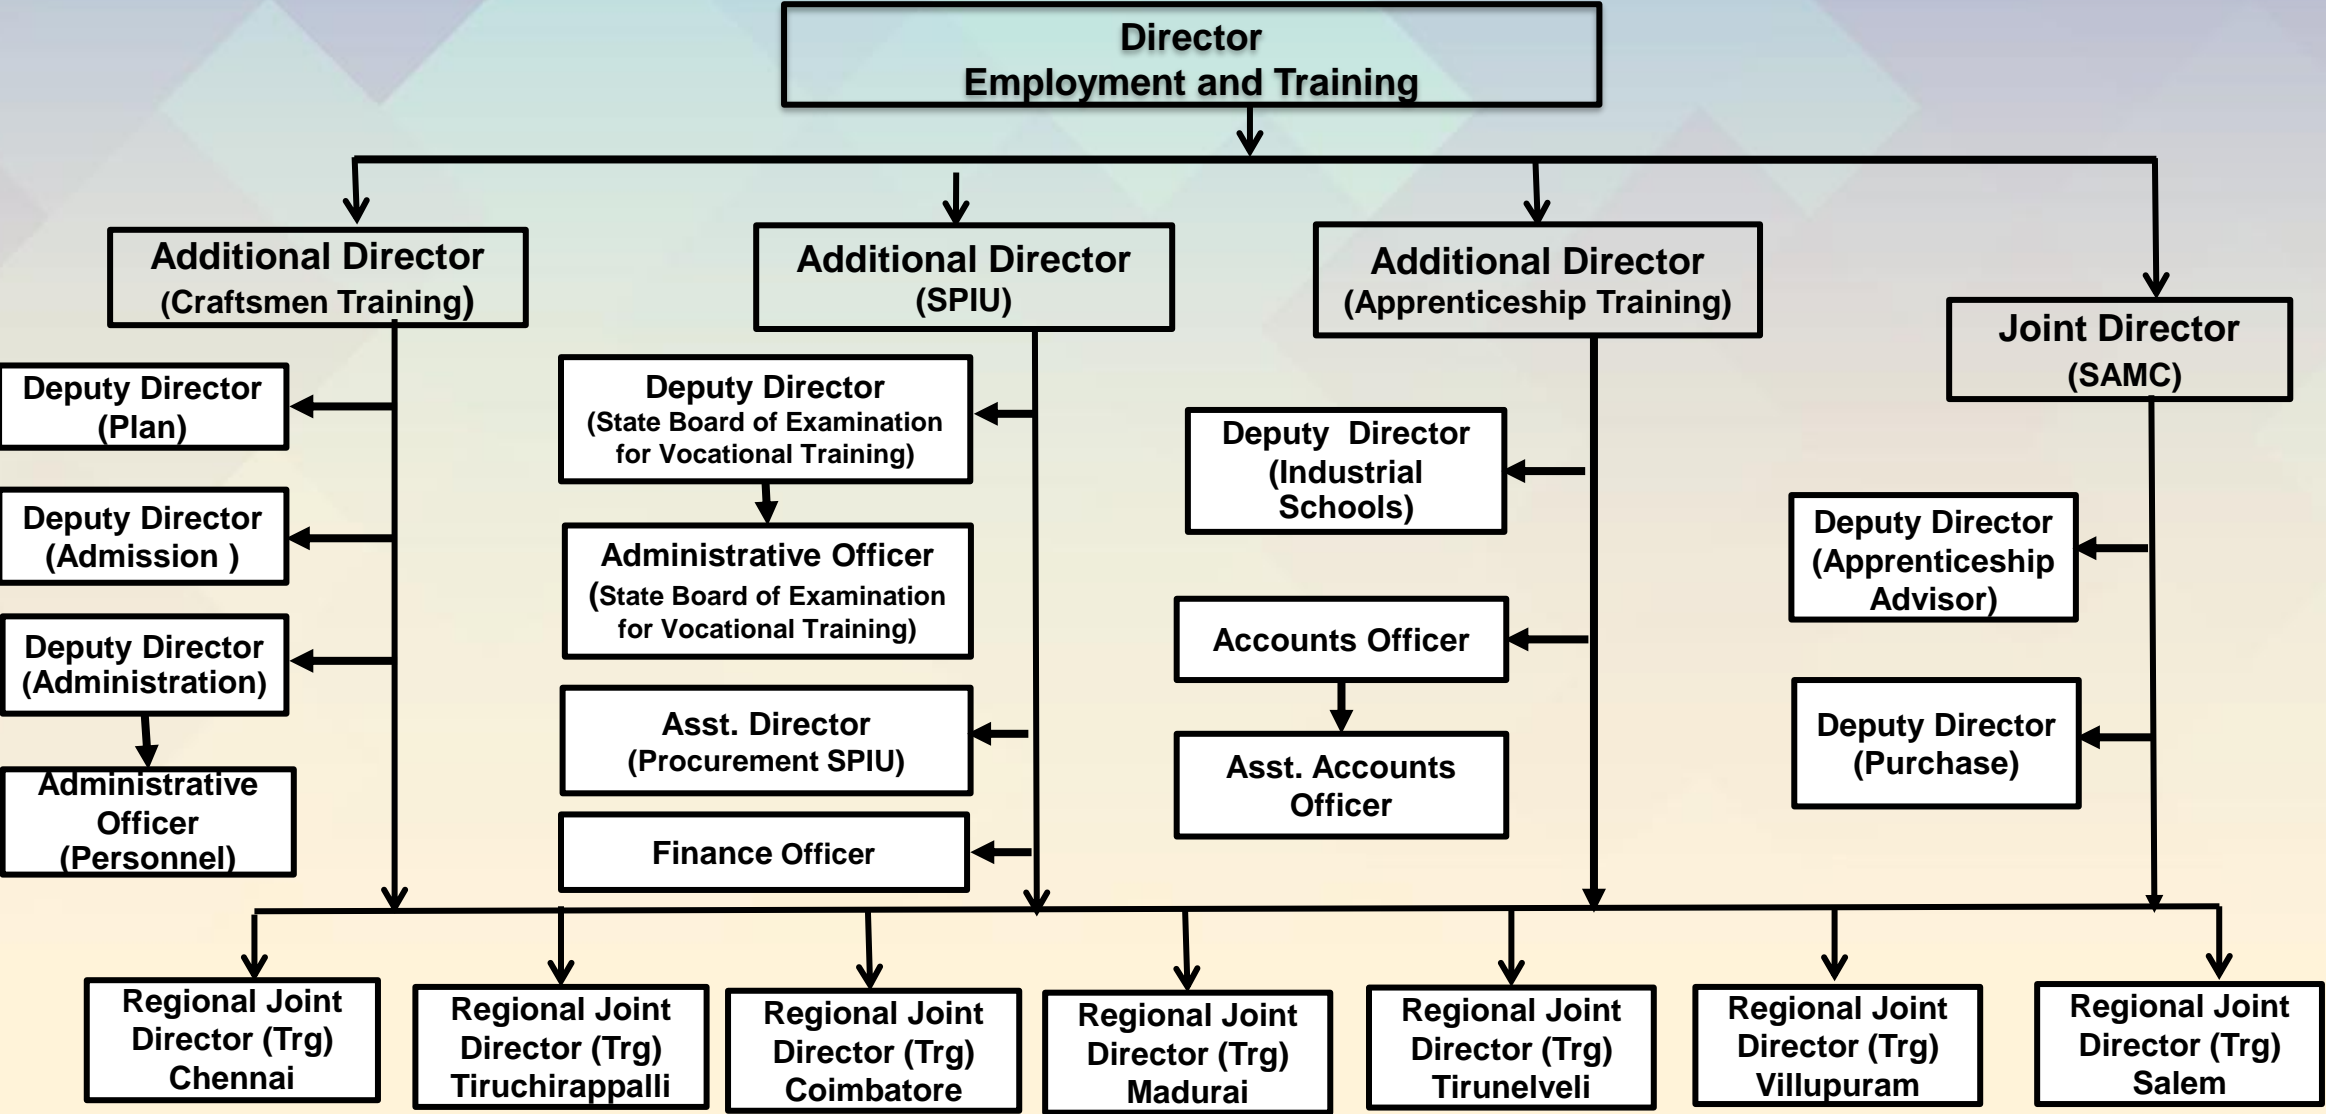 Director
Employment and Training
Additional Director
(Craftsmen Training)
Additional Director
(SPIU)
Additional Director
(Apprenticeship Training)
Joint Director
(SAMC)
Deputy Director
(Plan)
Deputy Director
(Admission )
Deputy Director
(Administration)
Administrative
Officer
(Personnel)
Deputy Director
(State Board of Examination
for Vocational Training)
Administrative Officer
(State Board of Examination
for Vocational Training)
Asst. Director
(Procurement SPIU)
Finance Officer
Deputy  Director
(Industrial
Schools)
Accounts Officer
Asst. Accounts
Officer
Deputy Director
(Apprenticeship
Advisor)
Deputy Director
(Purchase)
Regional Joint
Director (Trg)
Chennai
Regional Joint
Director (Trg)
Tiruchirappalli
Regional Joint
Director (Trg)
Coimbatore
Regional Joint
Director (Trg)
Madurai
Regional Joint
Director (Trg)
Tirunelveli
Regional Joint
Director (Trg)
Villupuram
Regional Joint
Director (Trg)
Salem